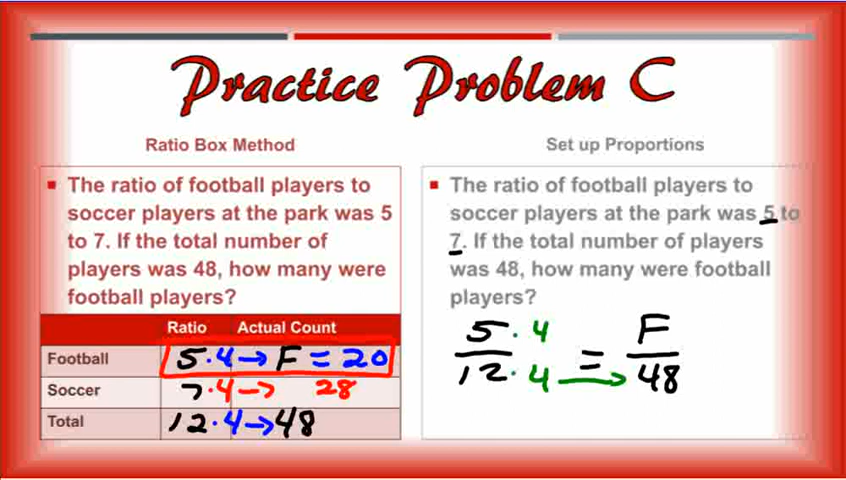 Practice Problem C
Ratio Box Method
▪ The ratio of football players to
soccer players at the park was 5
to 7. If the total number of
players was 48, how many were
football players?
Ratio Actual Count
Football 5 · 4 → F = 20
Soccer 7 · 4 → 28
Total 12 · 4 → 48
Set up Proportions
▪ The ratio of football players to
soccer players at the park was 5 to
7. If the total number of players
was 48, how many were football
players?
5 · 4 F
=
12 · 4 → 48